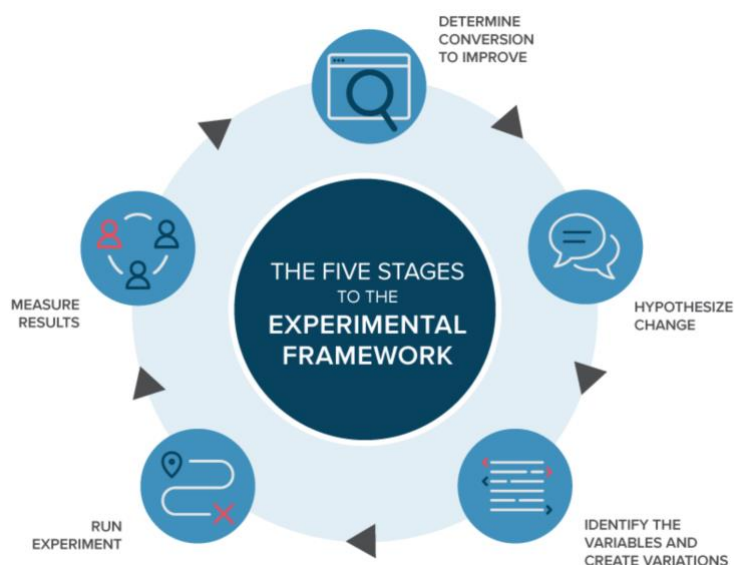 DETERMINE
CONVERSION
TO IMPROVE
THE FIVE STAGES
TO THE
EXPERIMENTAL
FRAMEWORK
HYPOTHESIZE
CHANGE
IDENTIFY THE
VARIABLES AND
CREATE VARIATIONS
RUN
EXPERIMENT
MEASURE
RESULTS